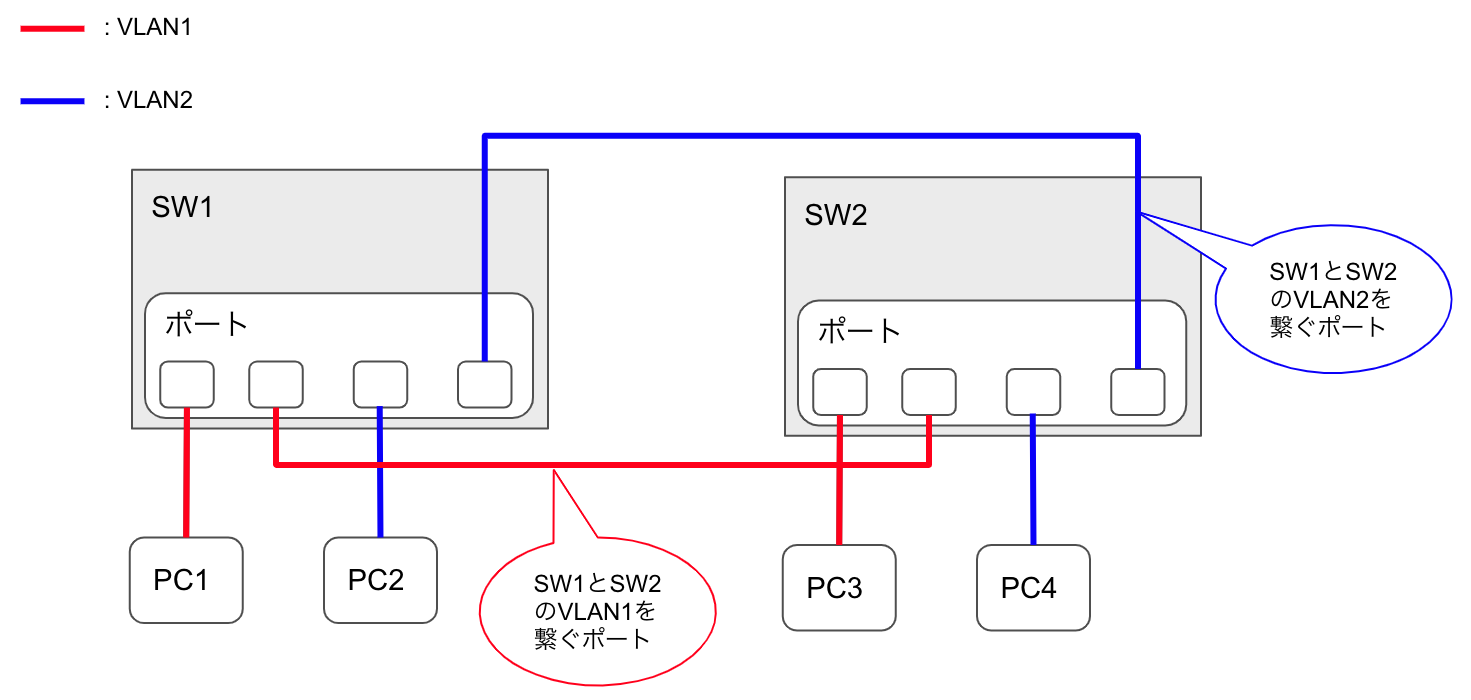 : VLAN1
: VLAN2
SW1
SW2
SW1とSW2
のVLAN2を
繋ぐポート
ポート
ポート
PC1
PC2
SW1とSW2
のVLAN1を
繋ぐポート
PC3
PC4